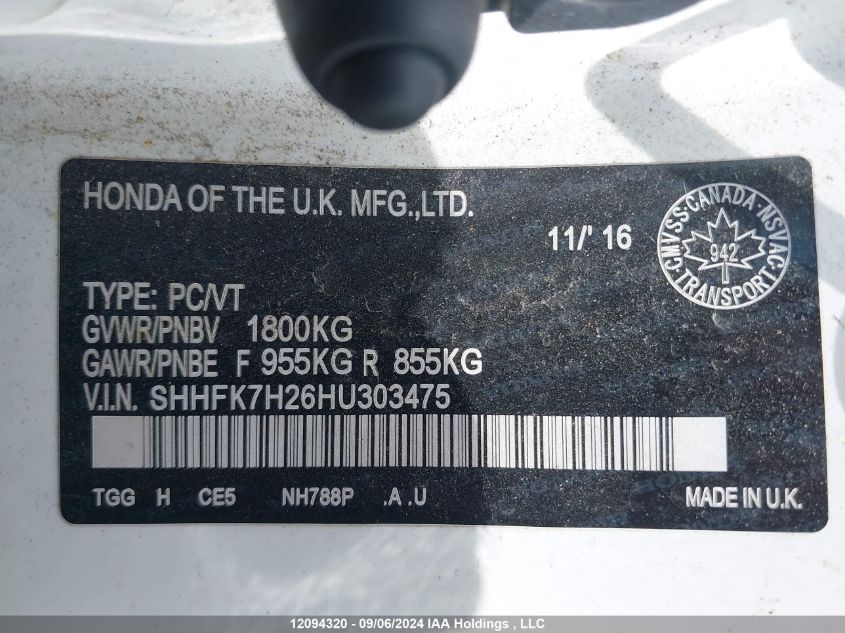 HONDA OF THE U.K. MFG.,LTD.
11/' 16
CMVSS·CANADA·NSVAC
942
TRANSPORT
TYPE: PC/VT
GVWR/PNBV 1800KG
GAWR/PNBE F 955KG R 855KG
V.I.N. SHHFK7H26HU303475
TGG H CE5 NH788P .A .U MADE IN U.K.
12094320 - 09/06/2024 IAA Holdings , LLC